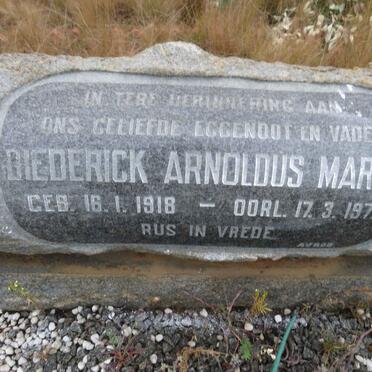 IN TERE HERINNERING AAN
ONS GELIEFDE EGGENOOT EN VADE
DIEDERICK ARNOLDUS MAR
GEB. 16.1.1918 – OORL. 17.3.197
RUS IN VREDE
AVBOB